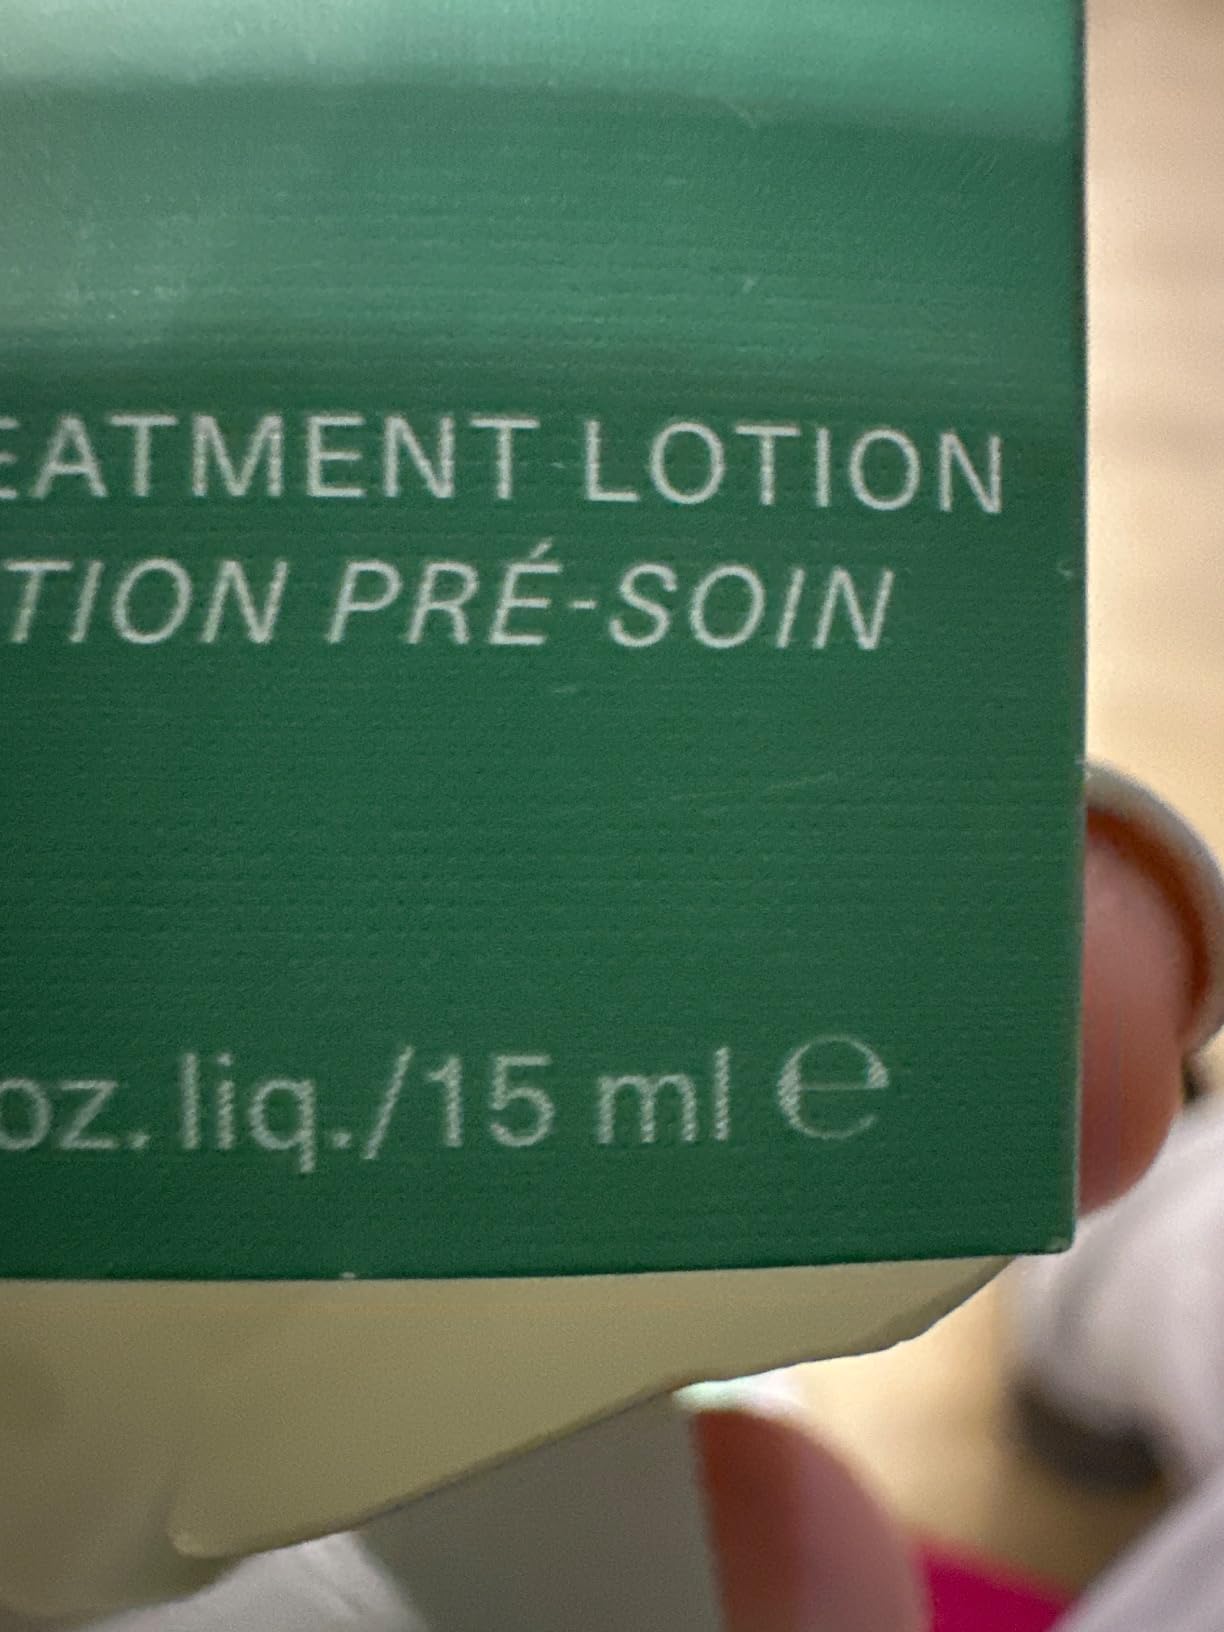 EATMENT LOTION
TION PRÉ-SOIN
oz. liq./15 ml ℮